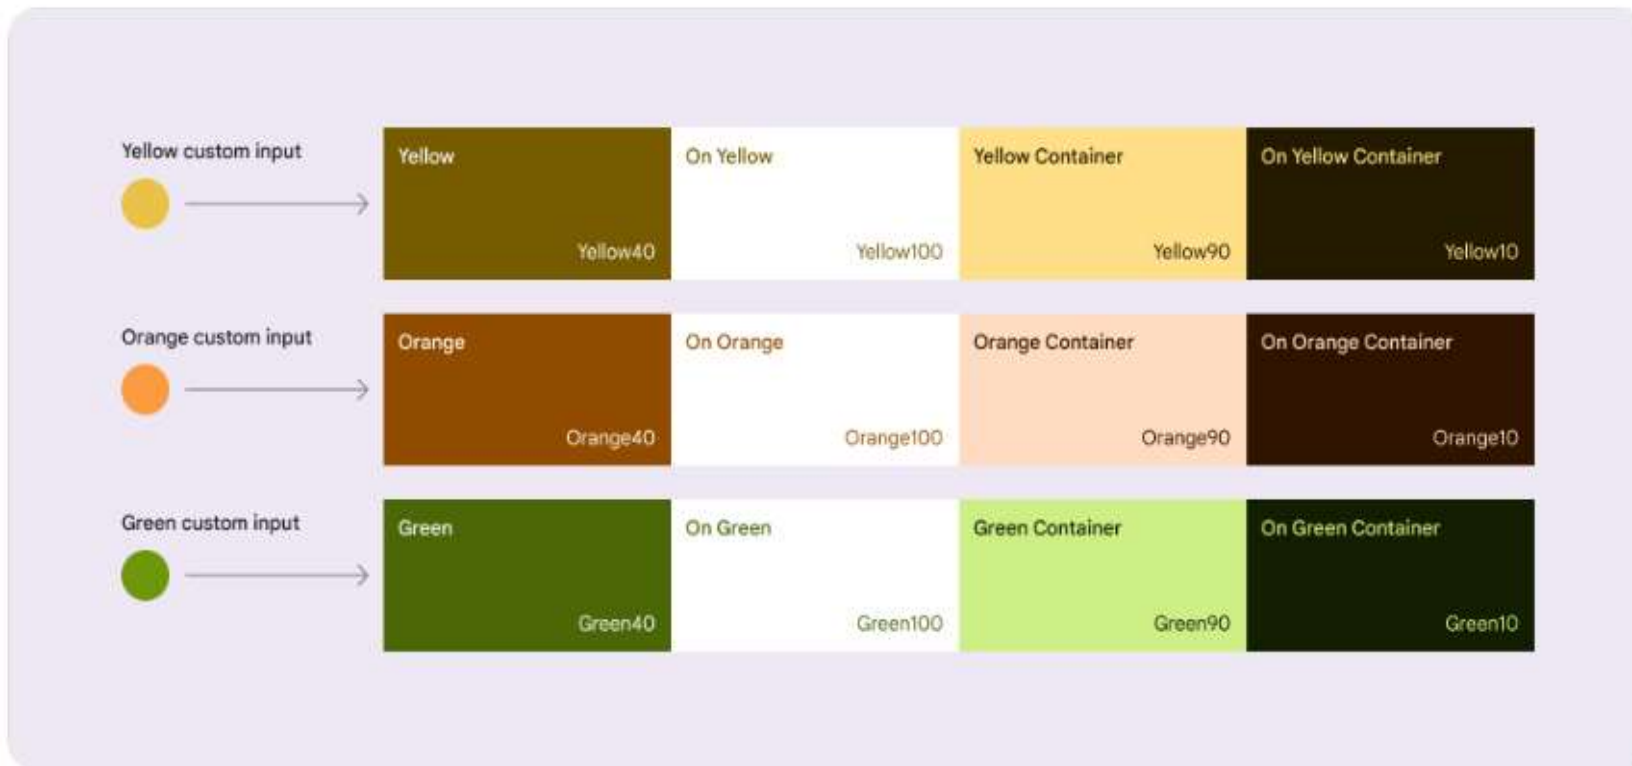 Yellow custom input
Yellow
On Yellow
Yellow Container
On Yellow Container
Yellow40
Yellow100
Yellow90
Yellow10
Orange custom input
Orange
On Orange
Orange Container
On Orange Container
Orange40
Orange100
Orange90
Orange10
Green custom input
Green
On Green
Green Container
On Green Container
Green40
Green100
Green90
Green10